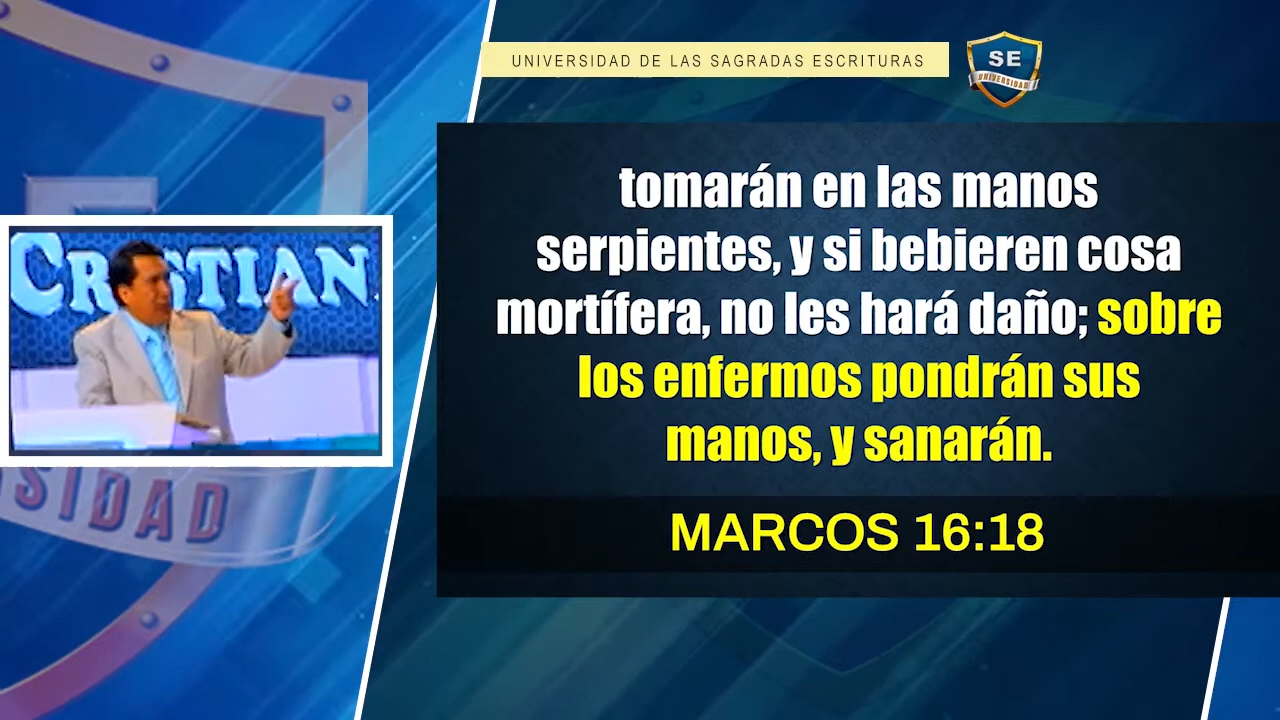 UNIVERSIDAD DE LAS SAGRADAS ESCRITURAS
SE
UNIVERSIDAD
tomarán en las manos
serpientes, y si bebieren cosa
mortífera, no les hará daño; sobre
los enfermos pondrán sus
manos, y sanarán.
MARCOS 16:18
CRISTIAN
SIDAD